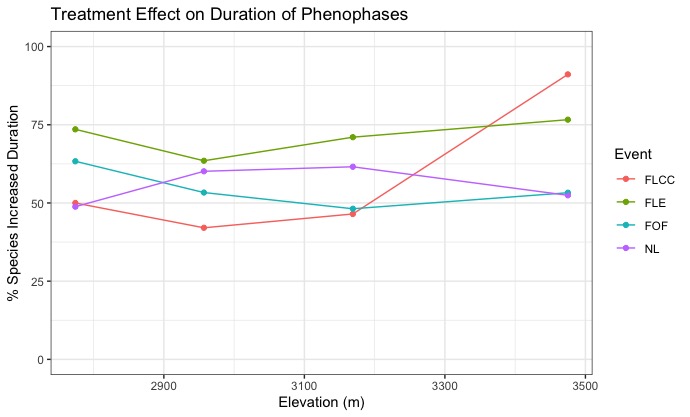 Treatment Effect on Duration of Phenophases
% Species Increased Duration
100
75
50
25
0
2900 3100 3300 3500
Elevation (m)
Event
FLCC
FLE
FOF
NL